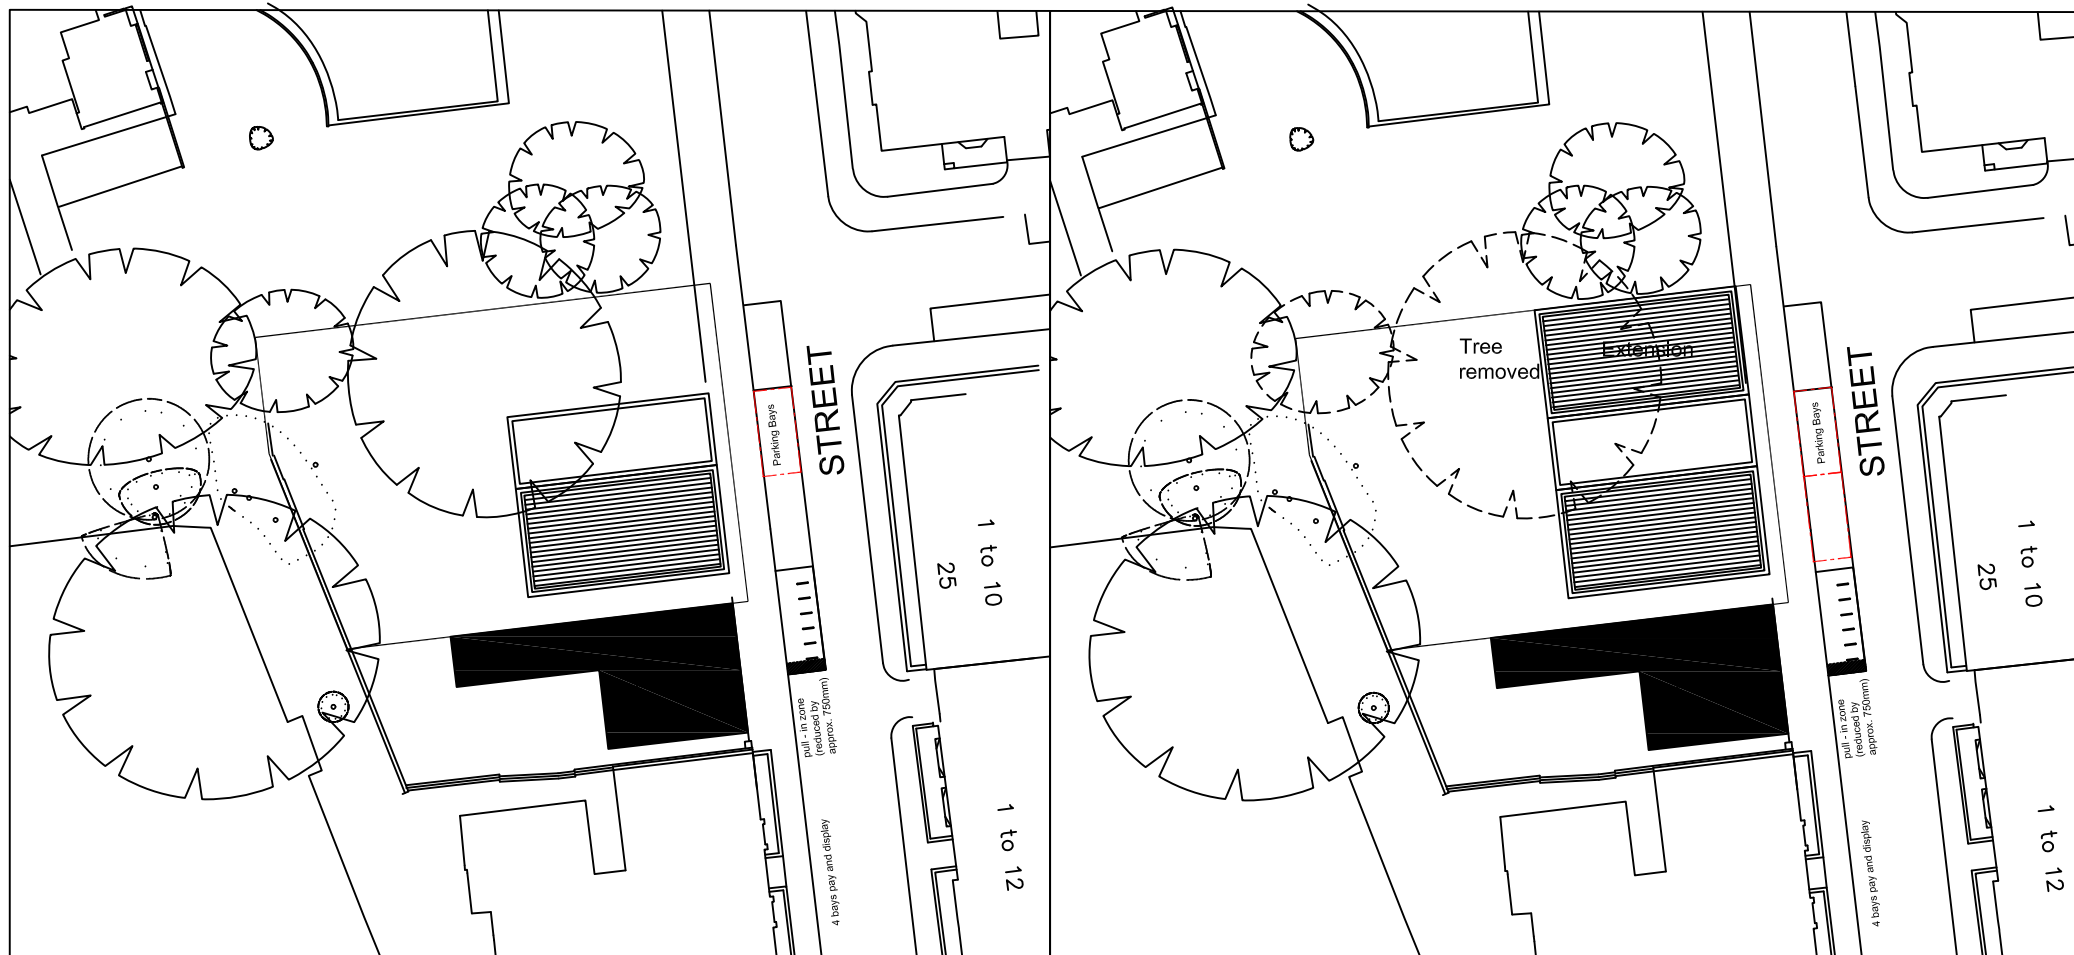 Parking Bays
STREET
1 to 10
25
pull - in zone
(reduced by
approx. 750mm)
4 bays pay and display
1 to 12
Tree
removed
Extension
Parking Bays
STREET
1 to 10
25
pull - in zone
(reduced by
approx. 750mm)
4 bays pay and display
1 to 12